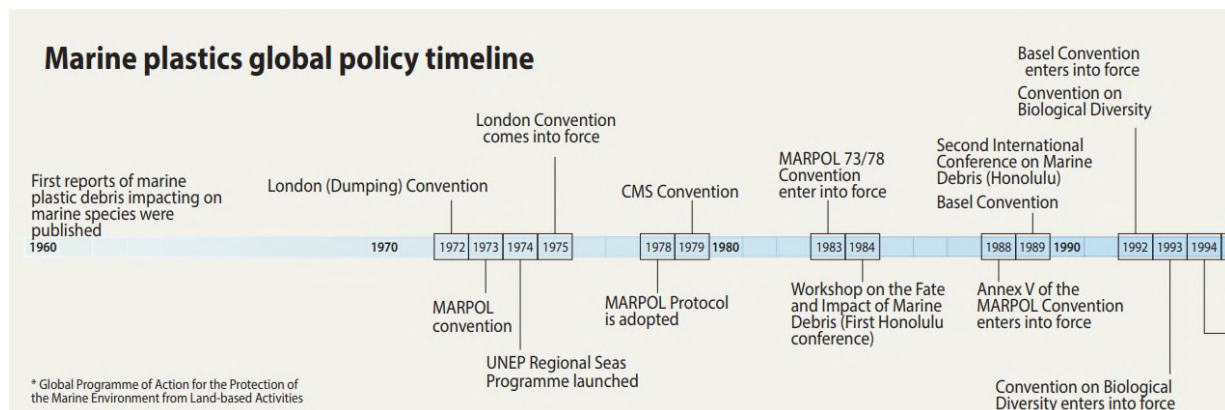 Marine plastics global policy timeline
First reports of marine
plastic debris impacting on
marine species were
published
London (Dumping) Convention
London Convention
comes into force
CMS Convention
MARPOL 73/78
Convention
enter into force
Second International
Conference on Marine
Debris (Honolulu)
Basel Convention
Basel Convention
enters into force
Convention on
Biological Diversity
1960
1970
1972
1973
1974
1975
1978
1979
1980
1983
1984
1988
1989
1990
1992
1993
1994
MARPOL
convention
UNEP Regional Seas
Programme launched
MARPOL Protocol
is adopted
Workshop on the Fate
and Impact of Marine
Debris (First Honolulu
conference)
Annex V of the
MARPOL Convention
enters into force
Convention on Biological
Diversity enters into force
* Global Programme of Action for the Protection of
the Marine Environment from Land-based Activities